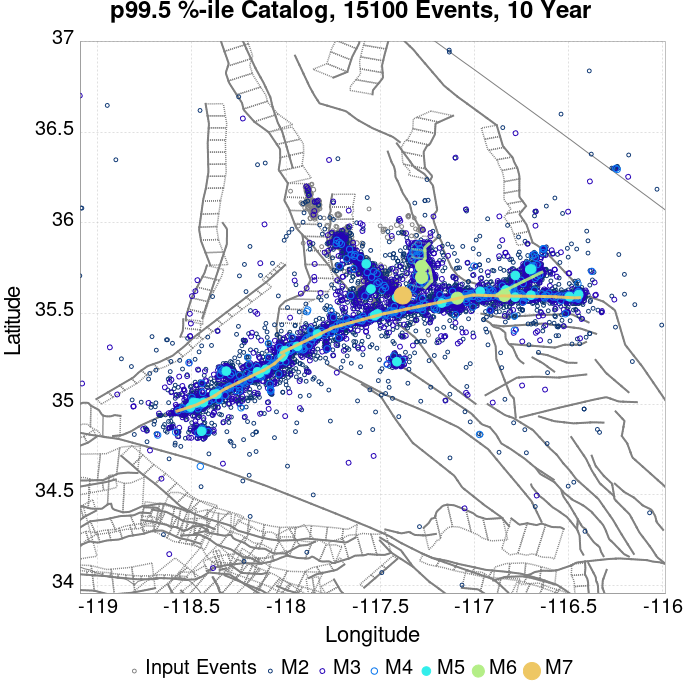 p99.5 %-ile Catalog, 15100 Events, 10 Year
37
36.5
36
35.5
35
34.5
34
Latitude
-119 -118.5 -118 -117.5 -117 -116.5 -116
Longitude
Input Events M2 M3 M4 M5 M6 M7